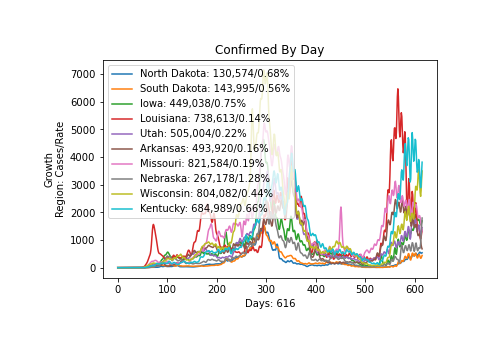 Confirmed By Day
7000
6000
5000
4000
3000
2000
1000
0
Growth
Region: Cases/Rate
North Dakota: 130,574/0.68%
South Dakota: 143,995/0.56%
Iowa: 449,038/0.75%
Louisiana: 738,613/0.14%
Utah: 505,004/0.22%
Arkansas: 493,920/0.16%
Missouri: 821,584/0.19%
Nebraska: 267,178/1.28%
Wisconsin: 804,082/0.44%
Kentucky: 684,989/0.66%
0 100 200 300 400 500 600
Days: 616